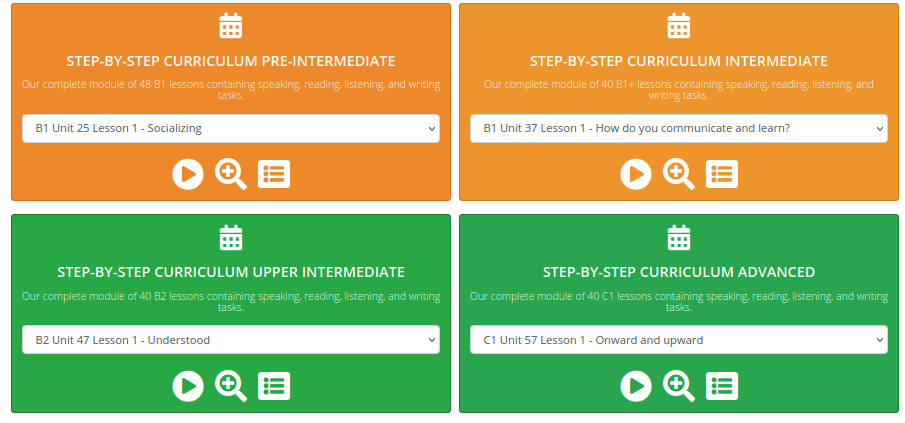 STEP-BY-STEP CURRICULUM PRE-INTERMEDIATE
Our complete module of 48 B1 lessons containing speaking, reading, listening, and writing
tasks.
B1 Unit 25 Lesson 1 - Socializing
STEP-BY-STEP CURRICULUM INTERMEDIATE
Our complete module of 40 B1+ lessons containing speaking, reading, listening, and
writing tasks.
B1 Unit 37 Lesson 1 - How do you communicate and learn?
STEP-BY-STEP CURRICULUM UPPER INTERMEDIATE
Our complete module of 40 B2 lessons containing speaking, reading, listening, and writing
tasks.
B2 Unit 47 Lesson 1 - Understood
STEP-BY-STEP CURRICULUM ADVANCED
Our complete module of 40 C1 lessons containing speaking, reading, listening, and writing
tasks.
C1 Unit 57 Lesson 1 - Onward and upward